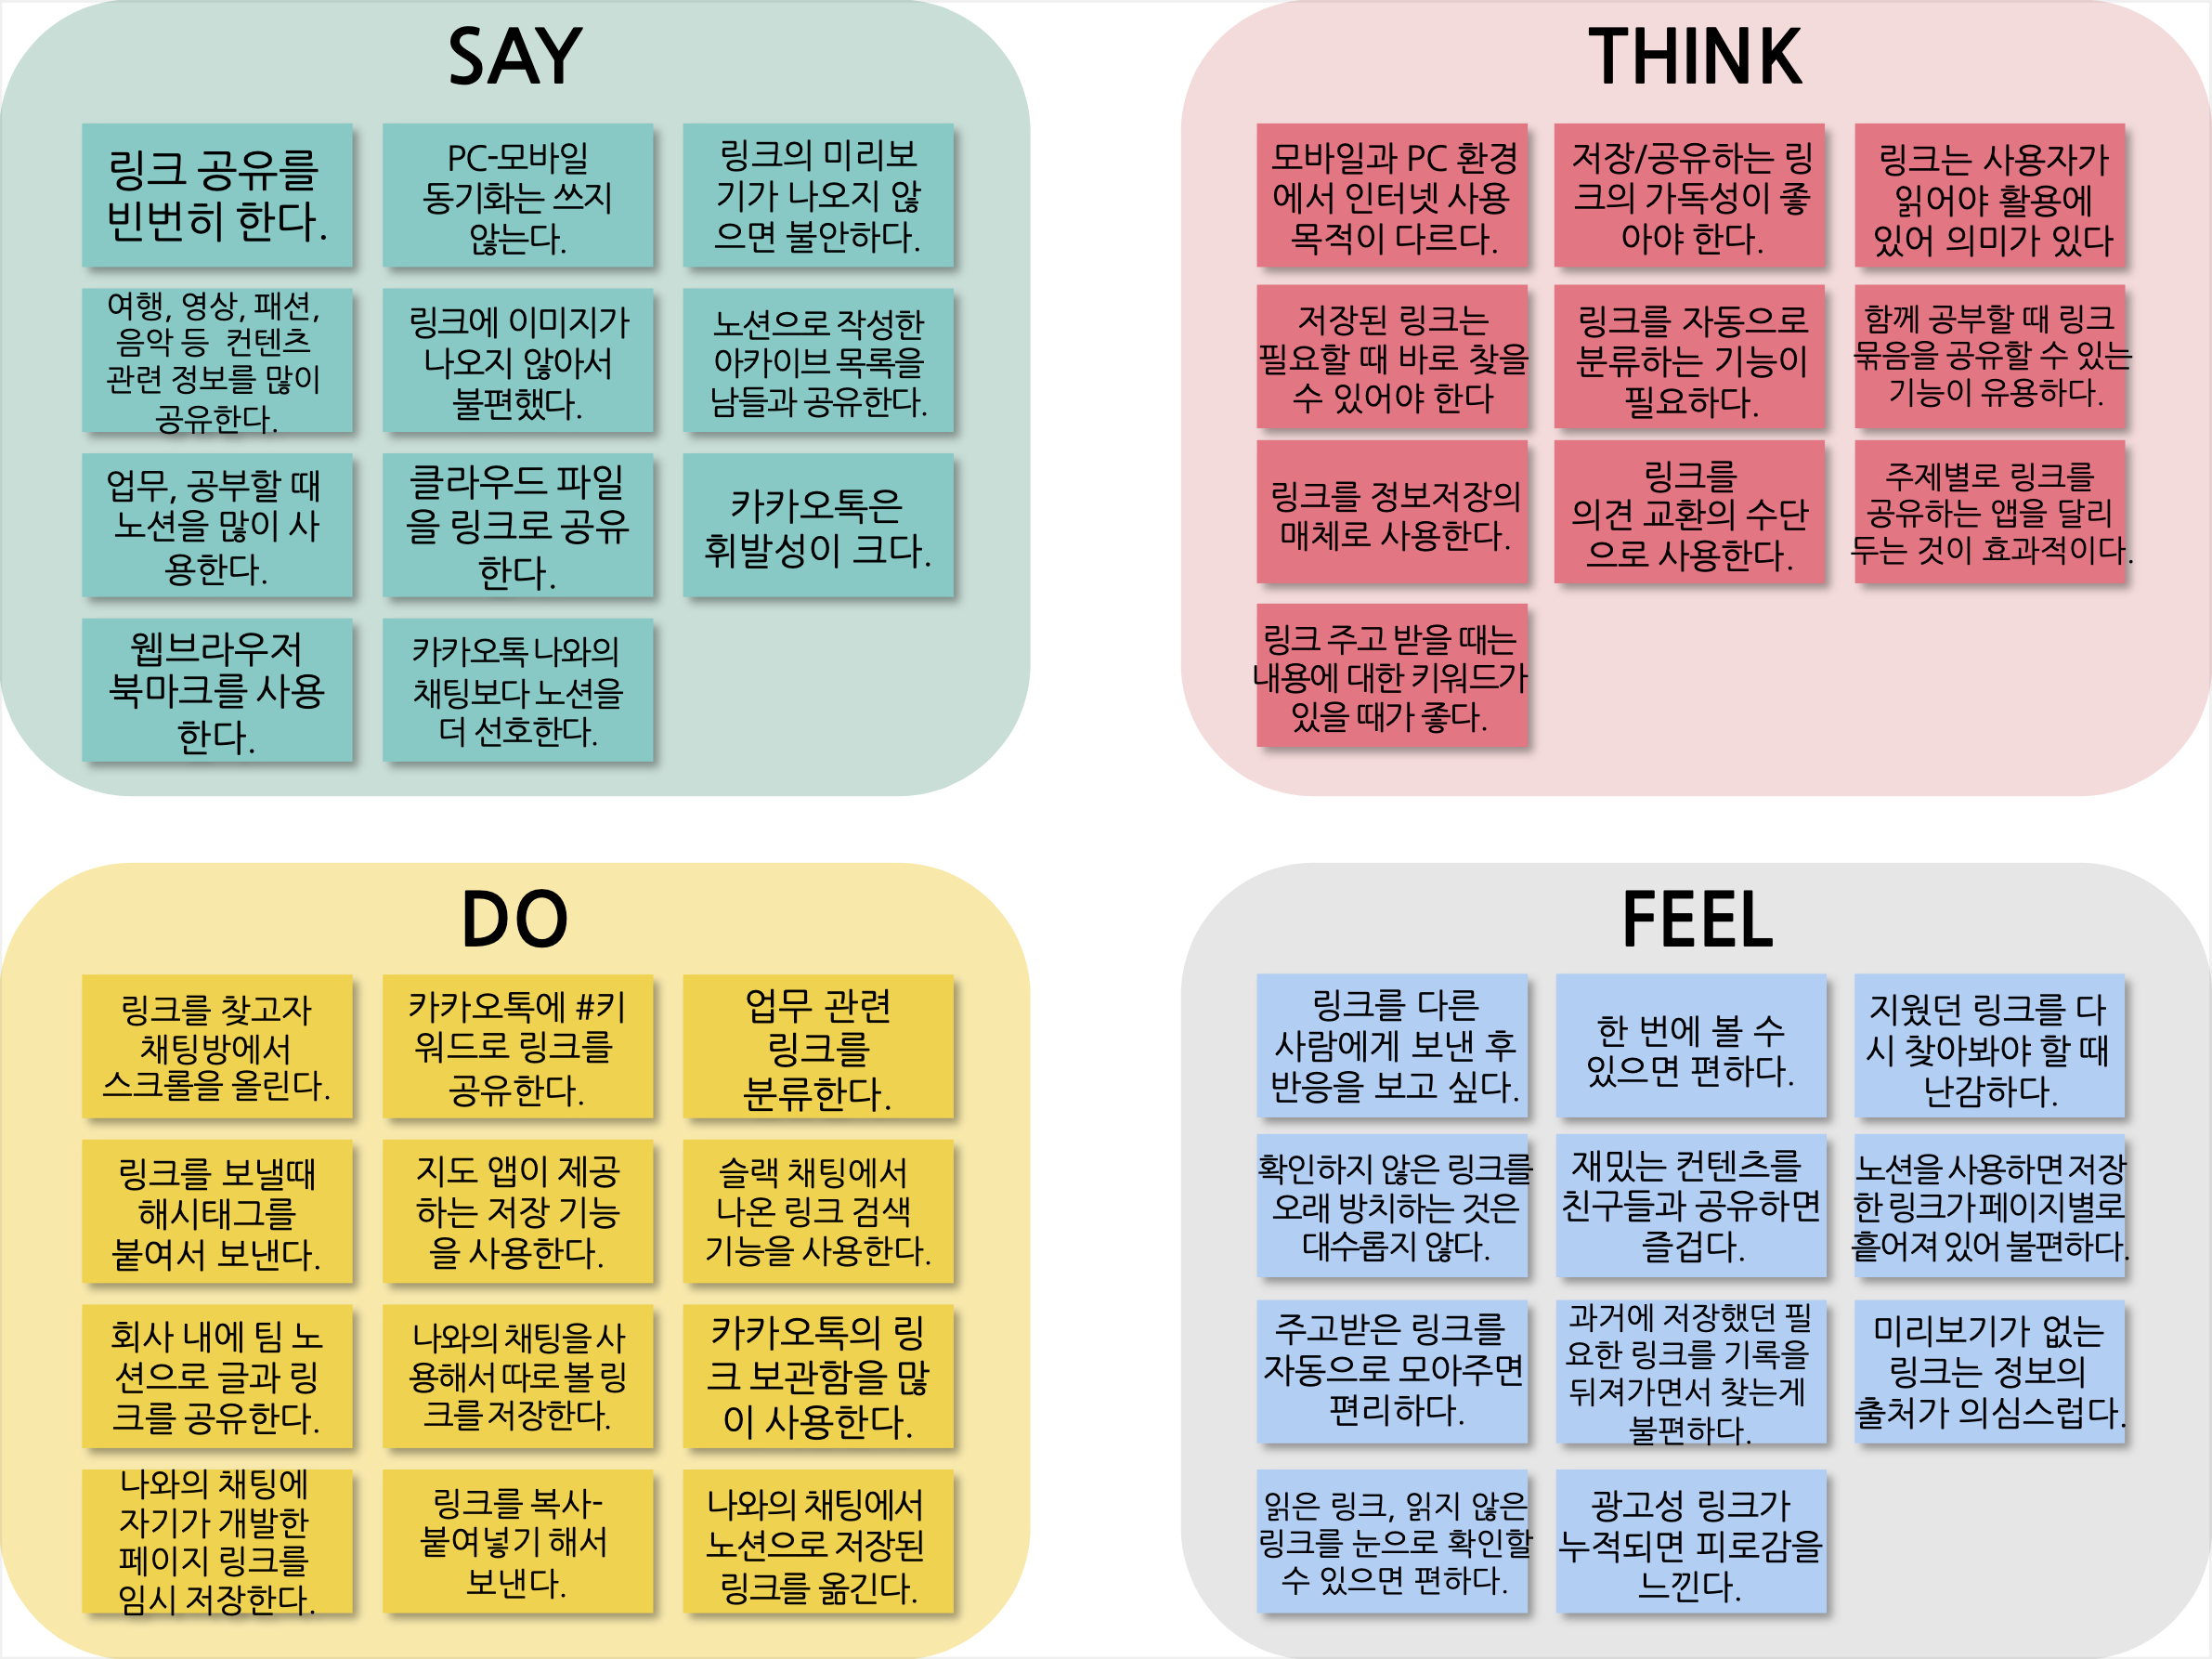 SAY
링크 공유를
빈번히 한다.
PC-모바일
동기화는 쓰지
않는다.
링크의 미리보
기가 나오지 않
으면 불안하다.
여행, 영상, 패션,
음악 등 컨텐츠
관련 정보를 많이
공유한다.
링크에 이미지가
나오지 않아서
불편했다.
노션으로 작성한
아카이브 목록을
남들과 공유한다.
업무, 공부할 때
노션을 많이 사
용한다.
클라우드 파일
을 링크로 공유
한다.
카카오톡은
휘발성이 크다.
웹브라우저
북마크를 사용
한다.
카카오톡 나와의
채팅보다 노션을
더 선호한다.
THINK
모바일과 PC 환경
에서 인터넷 사용
목적이 다르다.
저장/공유하는 링
크의 가독성이 좋
아야 한다.
링크는 사용자가
읽어야 활용에
있어 의미가 있다
저장된 링크는
필요할 때 바로 찾을
수 있어야 한다
링크를 자동으로
분류하는 기능이
필요하다.
함께 공부할 때 링크
묶음을 공유할 수 있는
기능이 유용하다.
링크를 정보저장의
매체로 사용한다.
링크를
의견 교환의 수단
으로 사용한다.
주제별로 링크를
공유하는 앱을 달리
두는 것이 효과적이다.
링크 주고 받을 때는
내용에 대한 키워드가
있을 때가 좋다.
DO
링크를 찾고자
채팅방에서
스크롤을 올린다.
카카오톡에 #키
워드로 링크를
공유한다.
업무 관련
링크를
분류한다.
링크를 보낼때
해시태그를
붙여서 보낸다.
지도 앱이 제공
하는 저장 기능
을 사용한다.
슬랙 채팅에서
나온 링크 검색
기능을 사용한다.
회사 내에 팀 노
션으로 글과 링
크를 공유한다.
나와의 채팅을 사
용해서 따로 볼 링
크를 저장한다.
카카오톡의 링
크 보관함을 많
이 사용한다.
나와의 채팅에
자기가 개발한
페이지 링크를
임시 저장한다.
링크를 복사-
붙여넣기 해서
보낸다.
나와의 채팅에서
노션으로 저장된
링크를 옮긴다.
FEEL
링크를 다른
사람에게 보낸 후
반응을 보고 싶다.
한 번에 볼 수
있으면 편하다.
지웠던 링크를 다
시 찾아봐야 할 때
난감하다.
확인하지 않은 링크를
오래 방치하는 것은
대수롭지 않다.
재밌는 컨텐츠를
친구들과 공유하면
즐겁다.
노션을 사용하면 저장
한 링크가 페이지별로
흩어져 있어 불편하다.
주고받은 링크를
자동으로 모아주면
편리하다.
과거에 저장했던 필
요한 링크를 기록을
뒤져가면서 찾는게
불편하다.
미리보기가 없는
링크는 정보의
출처가 의심스럽다.
읽은 링크, 읽지 않은
링크를 눈으로 확인할
수 있으면 편하다.
광고성 링크가
누적되면 피로감을
느낀다.